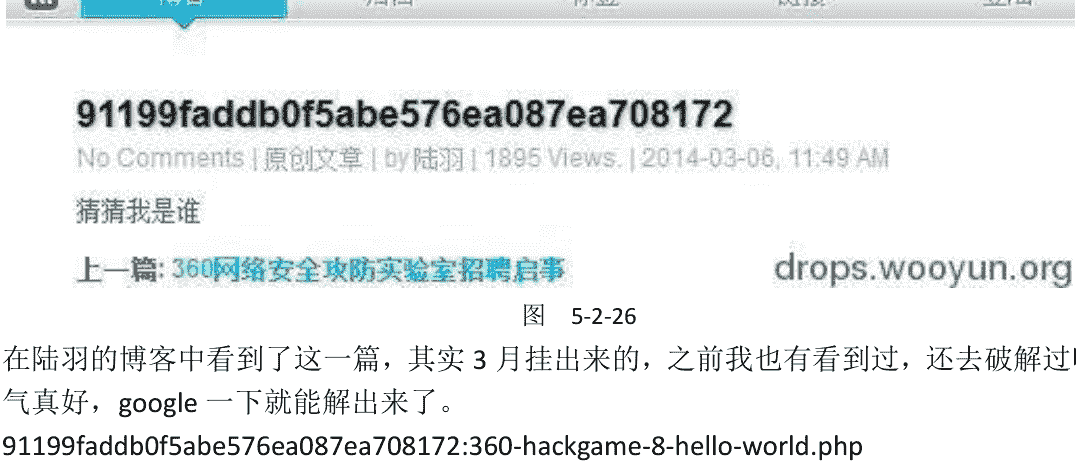 91199faddb0f5abe576ea087ea708172
No Comments | 原创文章 | by 陆羽 | 1895 Views. | 2014-03-06, 11:49 AM
猜猜我是谁
上一篇: 360网络安全攻防实验室招聘启事
drops.wooyun.org
图 5-2-26
在陆羽的博客中看到了这一篇，其实 3 月挂出来的，之前我也有看到过，还去破解过
气真好，google 一下就能解出来了。
91199faddb0f5abe576ea087ea708172:360-hackgame-8-hello-world.php